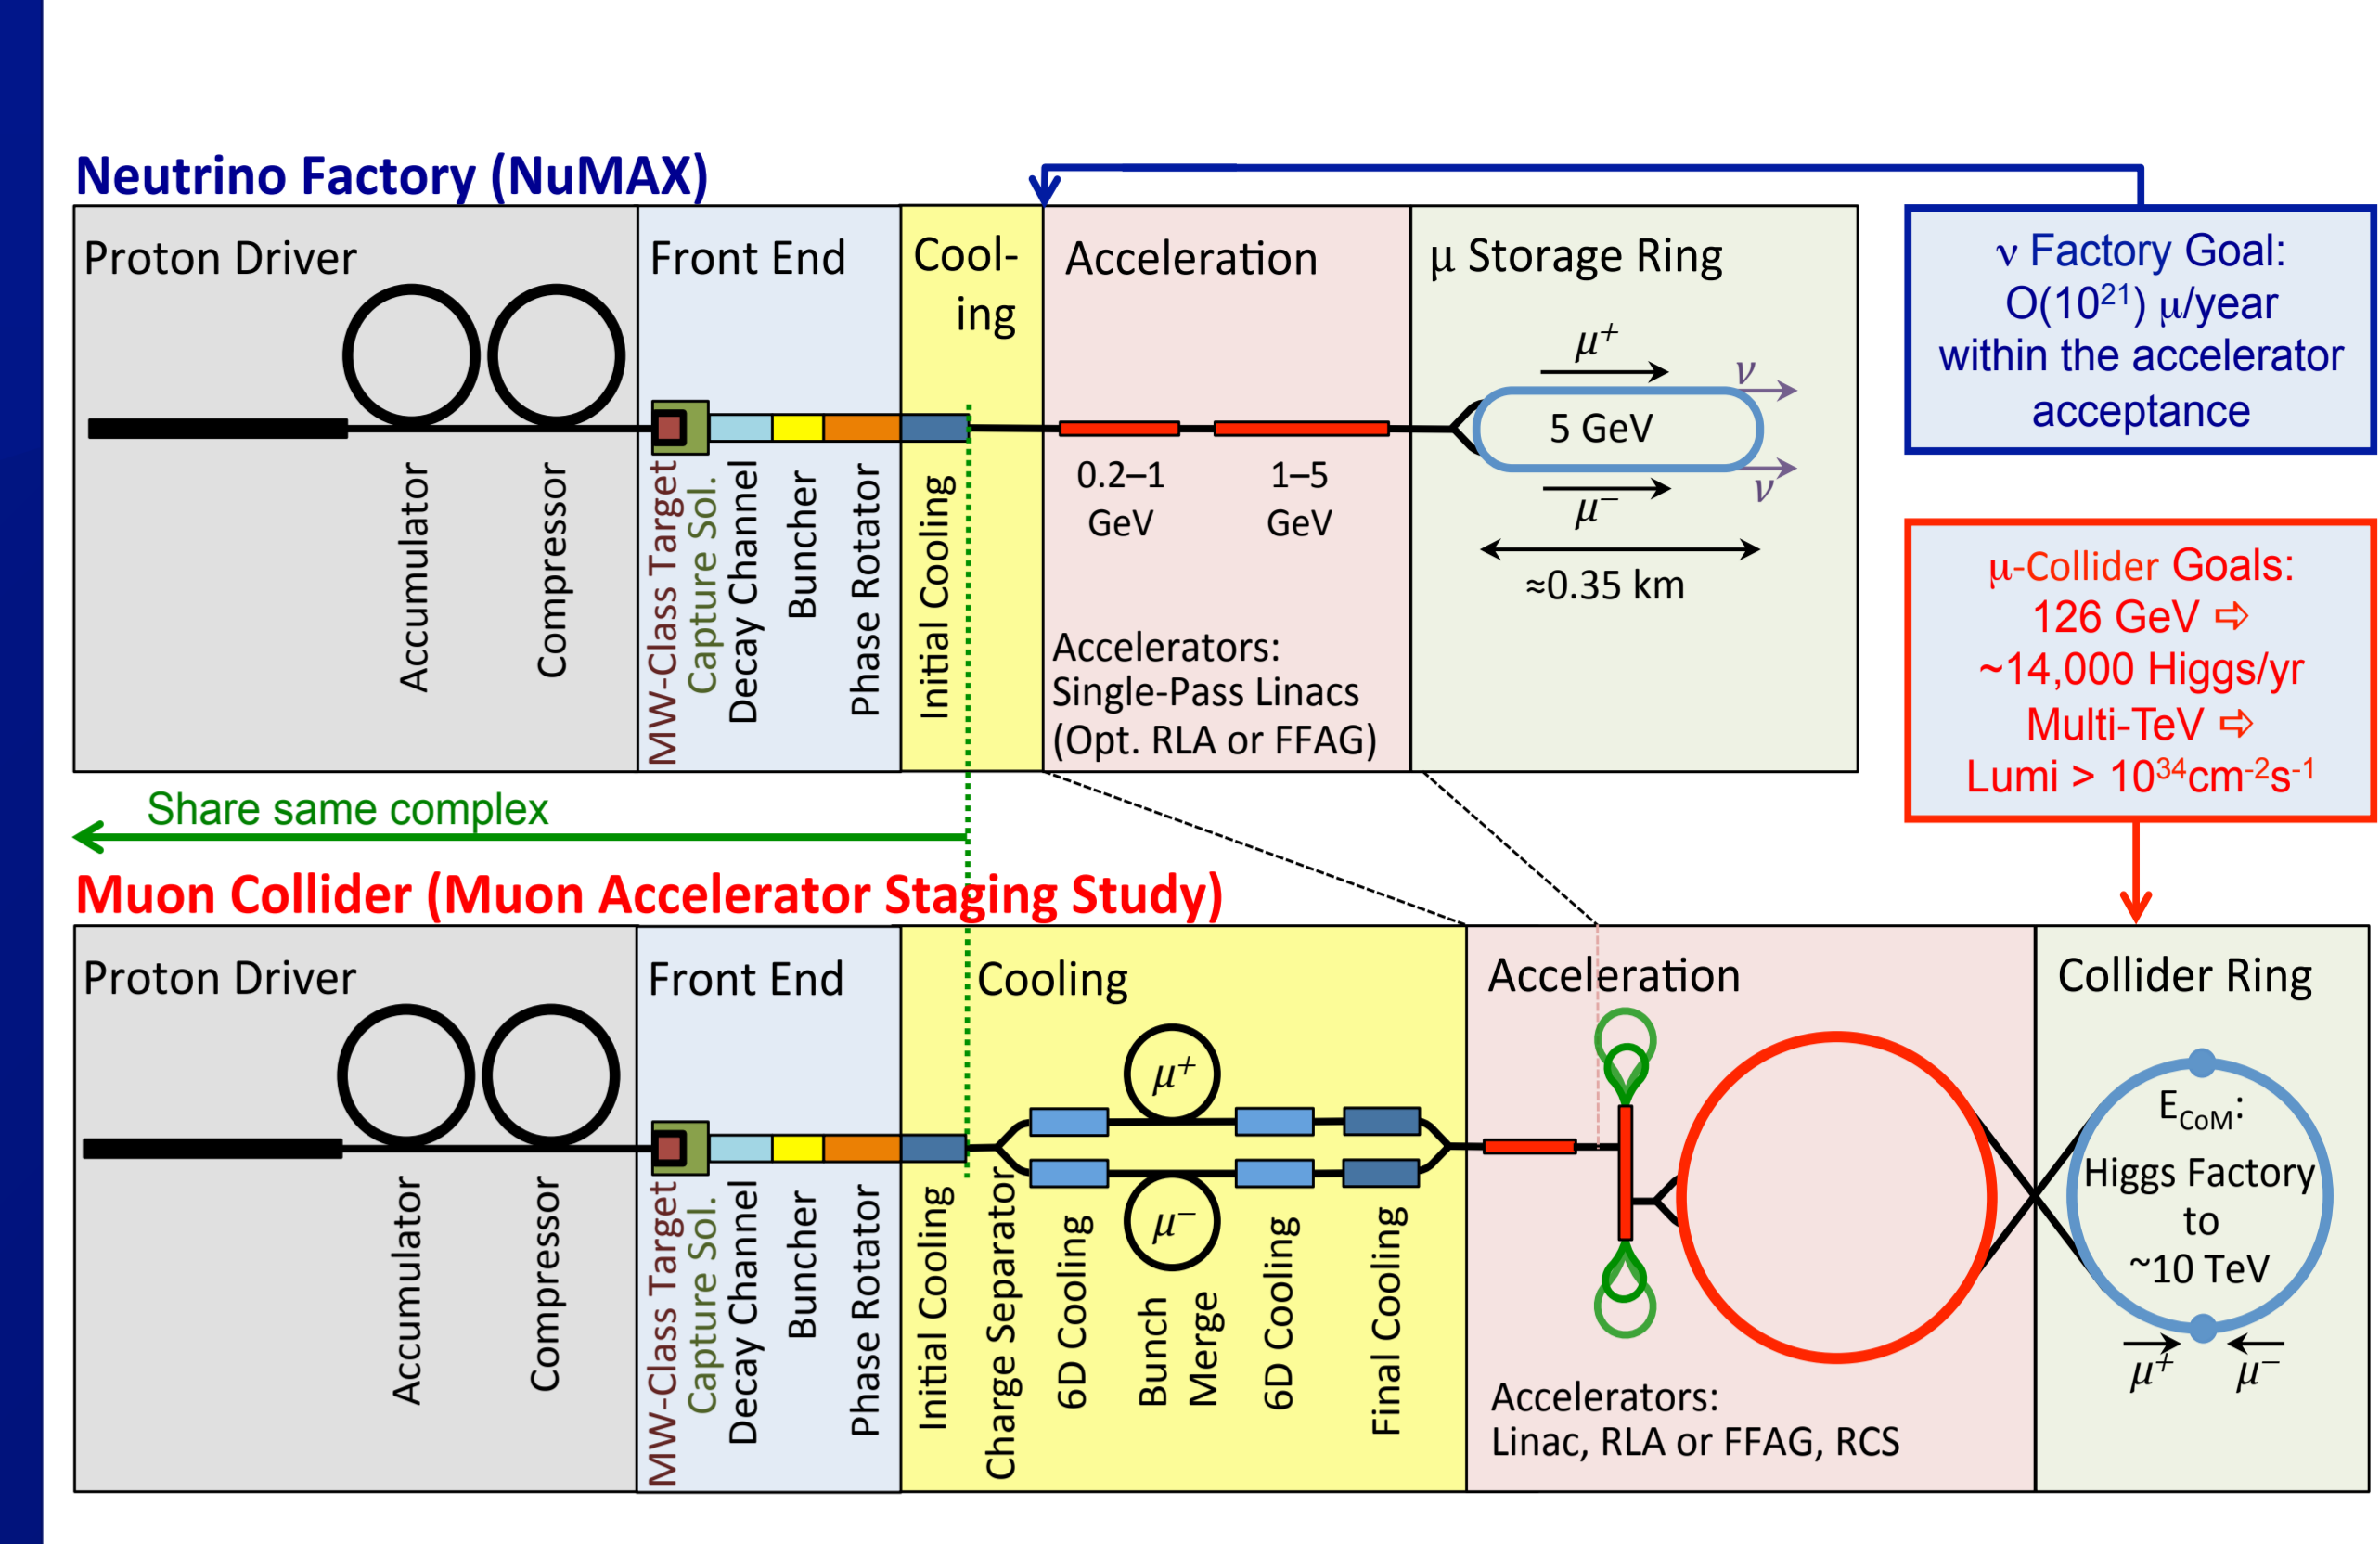 Neutrino Factory (NuMAX)
Proton Driver
Accumulator
Compressor
Front End
MW-Class Target
Capture Sol.
Decay Channel
Buncher
Phase Rotator
Cool-
ing
Initial Cooling
Acceleration
0.2–1
GeV
1–5
GeV
Accelerators:
Single-Pass Linacs
(Opt. RLA or FFAG)
μ Storage Ring
μ⁺
ν
5 GeV
ν
μ⁻
≈0.35 km
ν Factory Goal:
O(10²¹) μ/year
within the accelerator
acceptance
μ-Collider Goals:
126 GeV ⇨
~14,000 Higgs/yr
Multi-TeV ⇨
Lumi > 10³⁴cm⁻²s⁻¹
Share same complex
Muon Collider (Muon Accelerator Staging Study)
Proton Driver
Accumulator
Compressor
Front End
MW-Class Target
Capture Sol.
Decay Channel
Buncher
Phase Rotator
Cooling
μ⁺
μ⁻
Initial Cooling
Charge Separator
6D Cooling
Bunch
Merge
6D Cooling
Final Cooling
Acceleration
Accelerators:
Linac, RLA or FFAG, RCS
Collider Ring
E_CoM:
Higgs Factory
to
~10 TeV
μ⁺ μ⁻